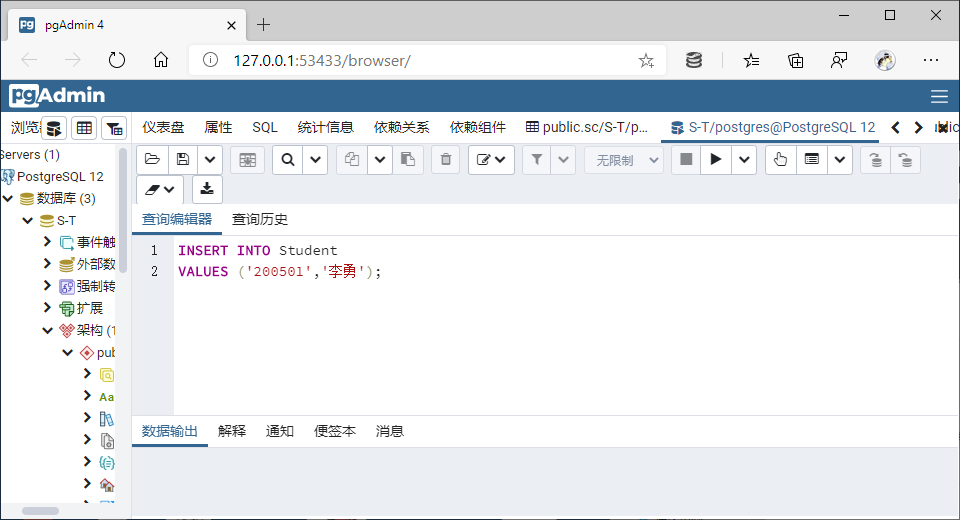 pgAdmin 4
127.0.0.1:53433/browser/
pgAdmin
浏览 仪表盘 属性 SQL 统计信息 依赖关系 依赖组件 public.sc/S-T/p... S-T/postgres@PostgreSQL 12
Servers (1)
PostgreSQL 12
数据库 (3)
S-T
事件触
外部数
强制转
扩展
架构 (1
pub
Aa
无限制
查询编辑器 查询历史
1 INSERT INTO Student
2 VALUES ('200501','李勇');
数据输出 解释 通知 便签本 消息